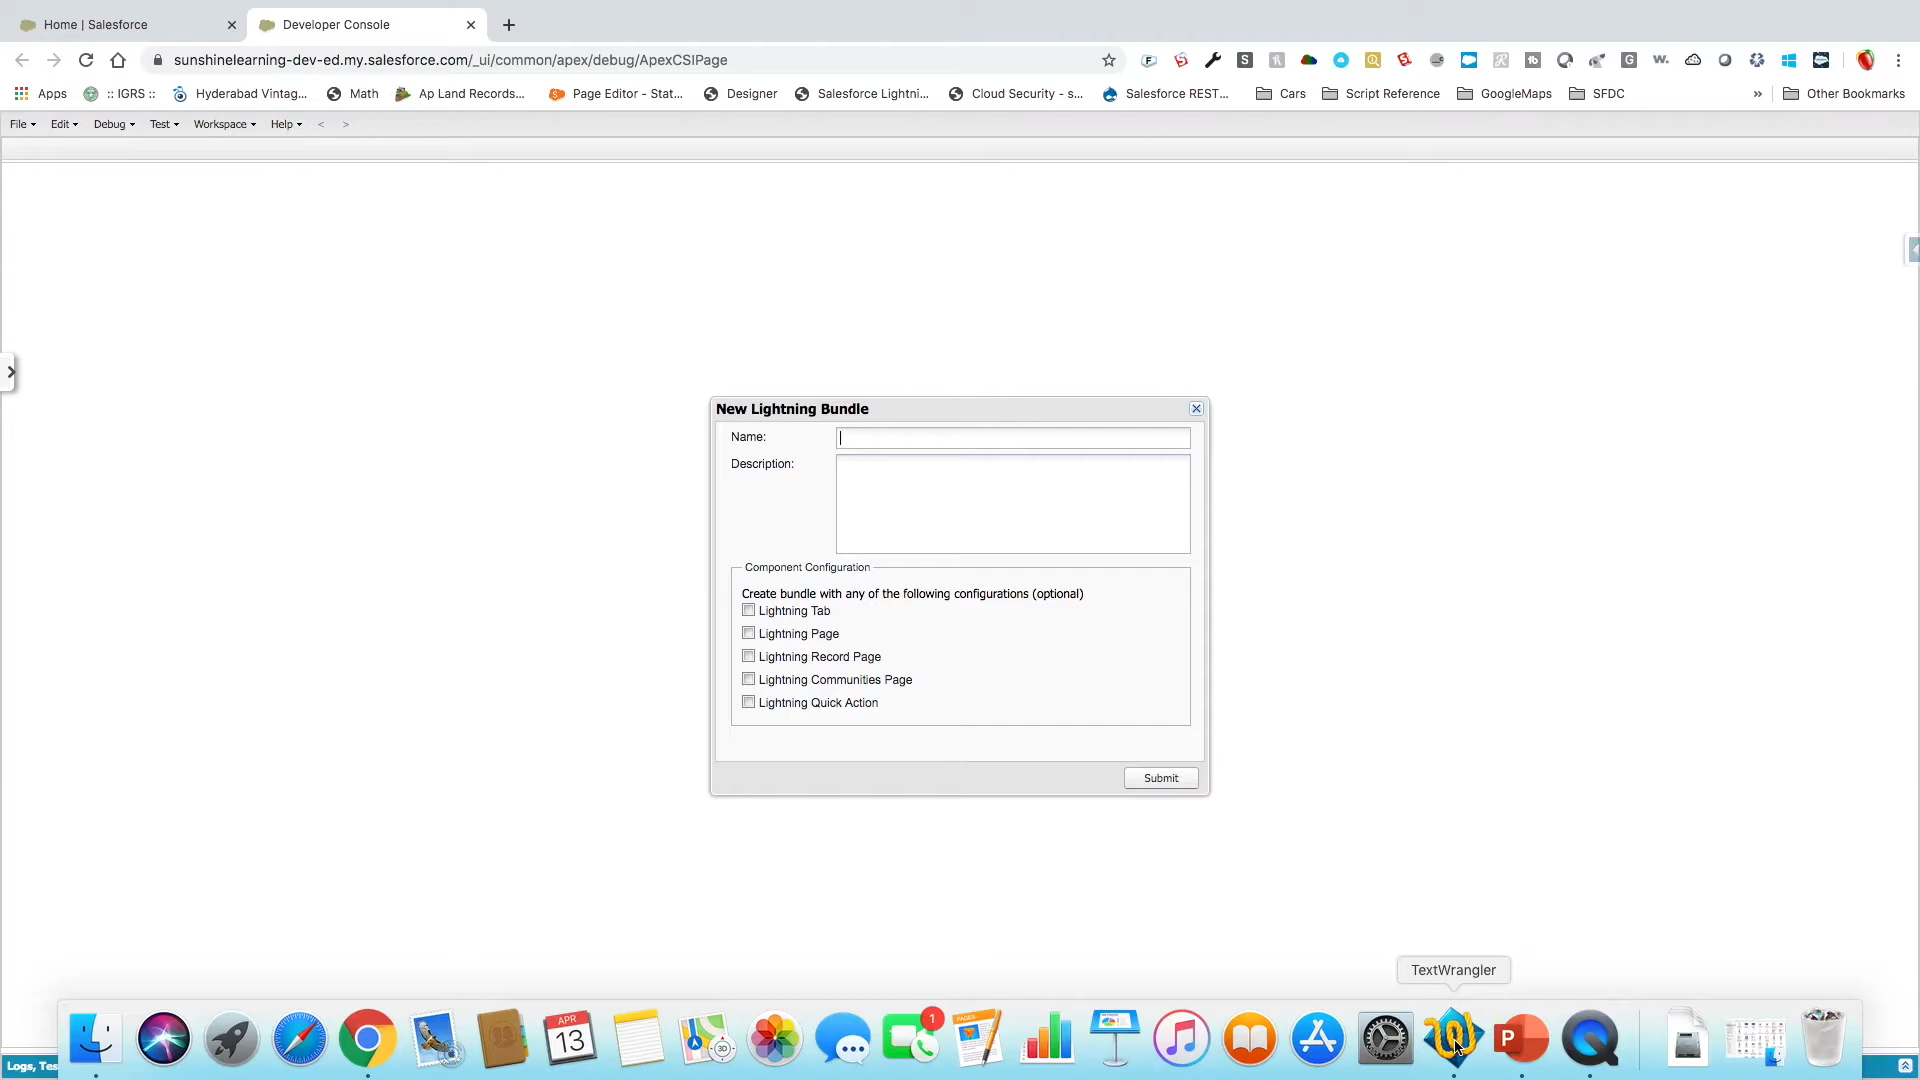 Home | Salesforce
Developer Console
sunshinelearning-dev-ed.my.salesforce.com/_ui/common/apex/debug/ApexCSIPage
Apps
:: IGRS ::
Hyderabad Vintag...
Math
Ap Land Records...
Page Editor - Stat...
Designer
Salesforce Lightni...
Cloud Security - s...
Salesforce REST...
Cars
Script Reference
GoogleMaps
SFDC
»
Other Bookmarks
File
Edit
Debug
Test
Workspace
Help
<
>
New Lightning Bundle
Name:
Description:
Component Configuration
Create bundle with any of the following configurations (optional)
Lightning Tab
Lightning Page
Lightning Record Page
Lightning Communities Page
Lightning Quick Action
Submit
TextWrangler
APR
13
3D
1
PAGES
P
Logs, Tes